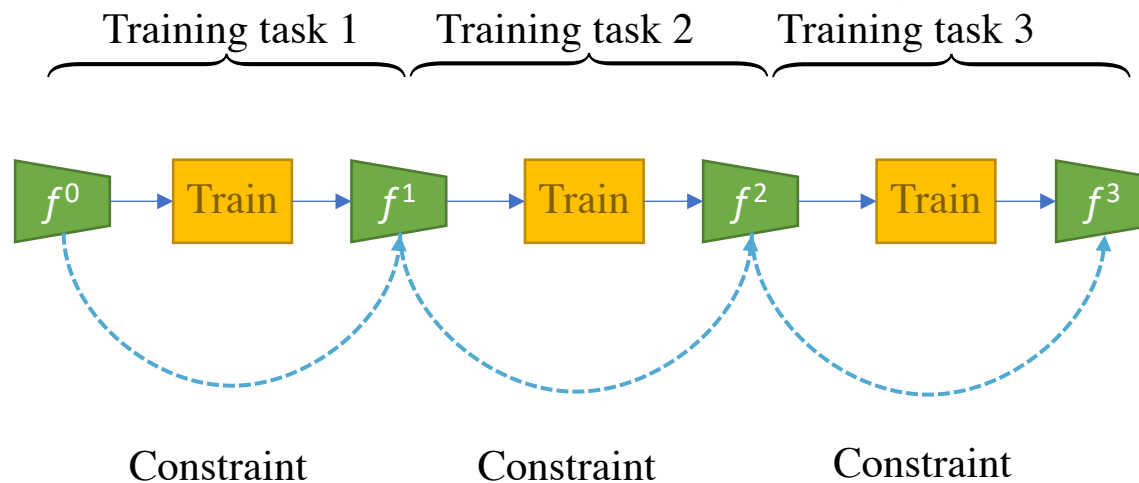 Training task 1 Training task 2 Training task 3
f⁰ Train f¹ Train f² Train f³
Constraint Constraint Constraint